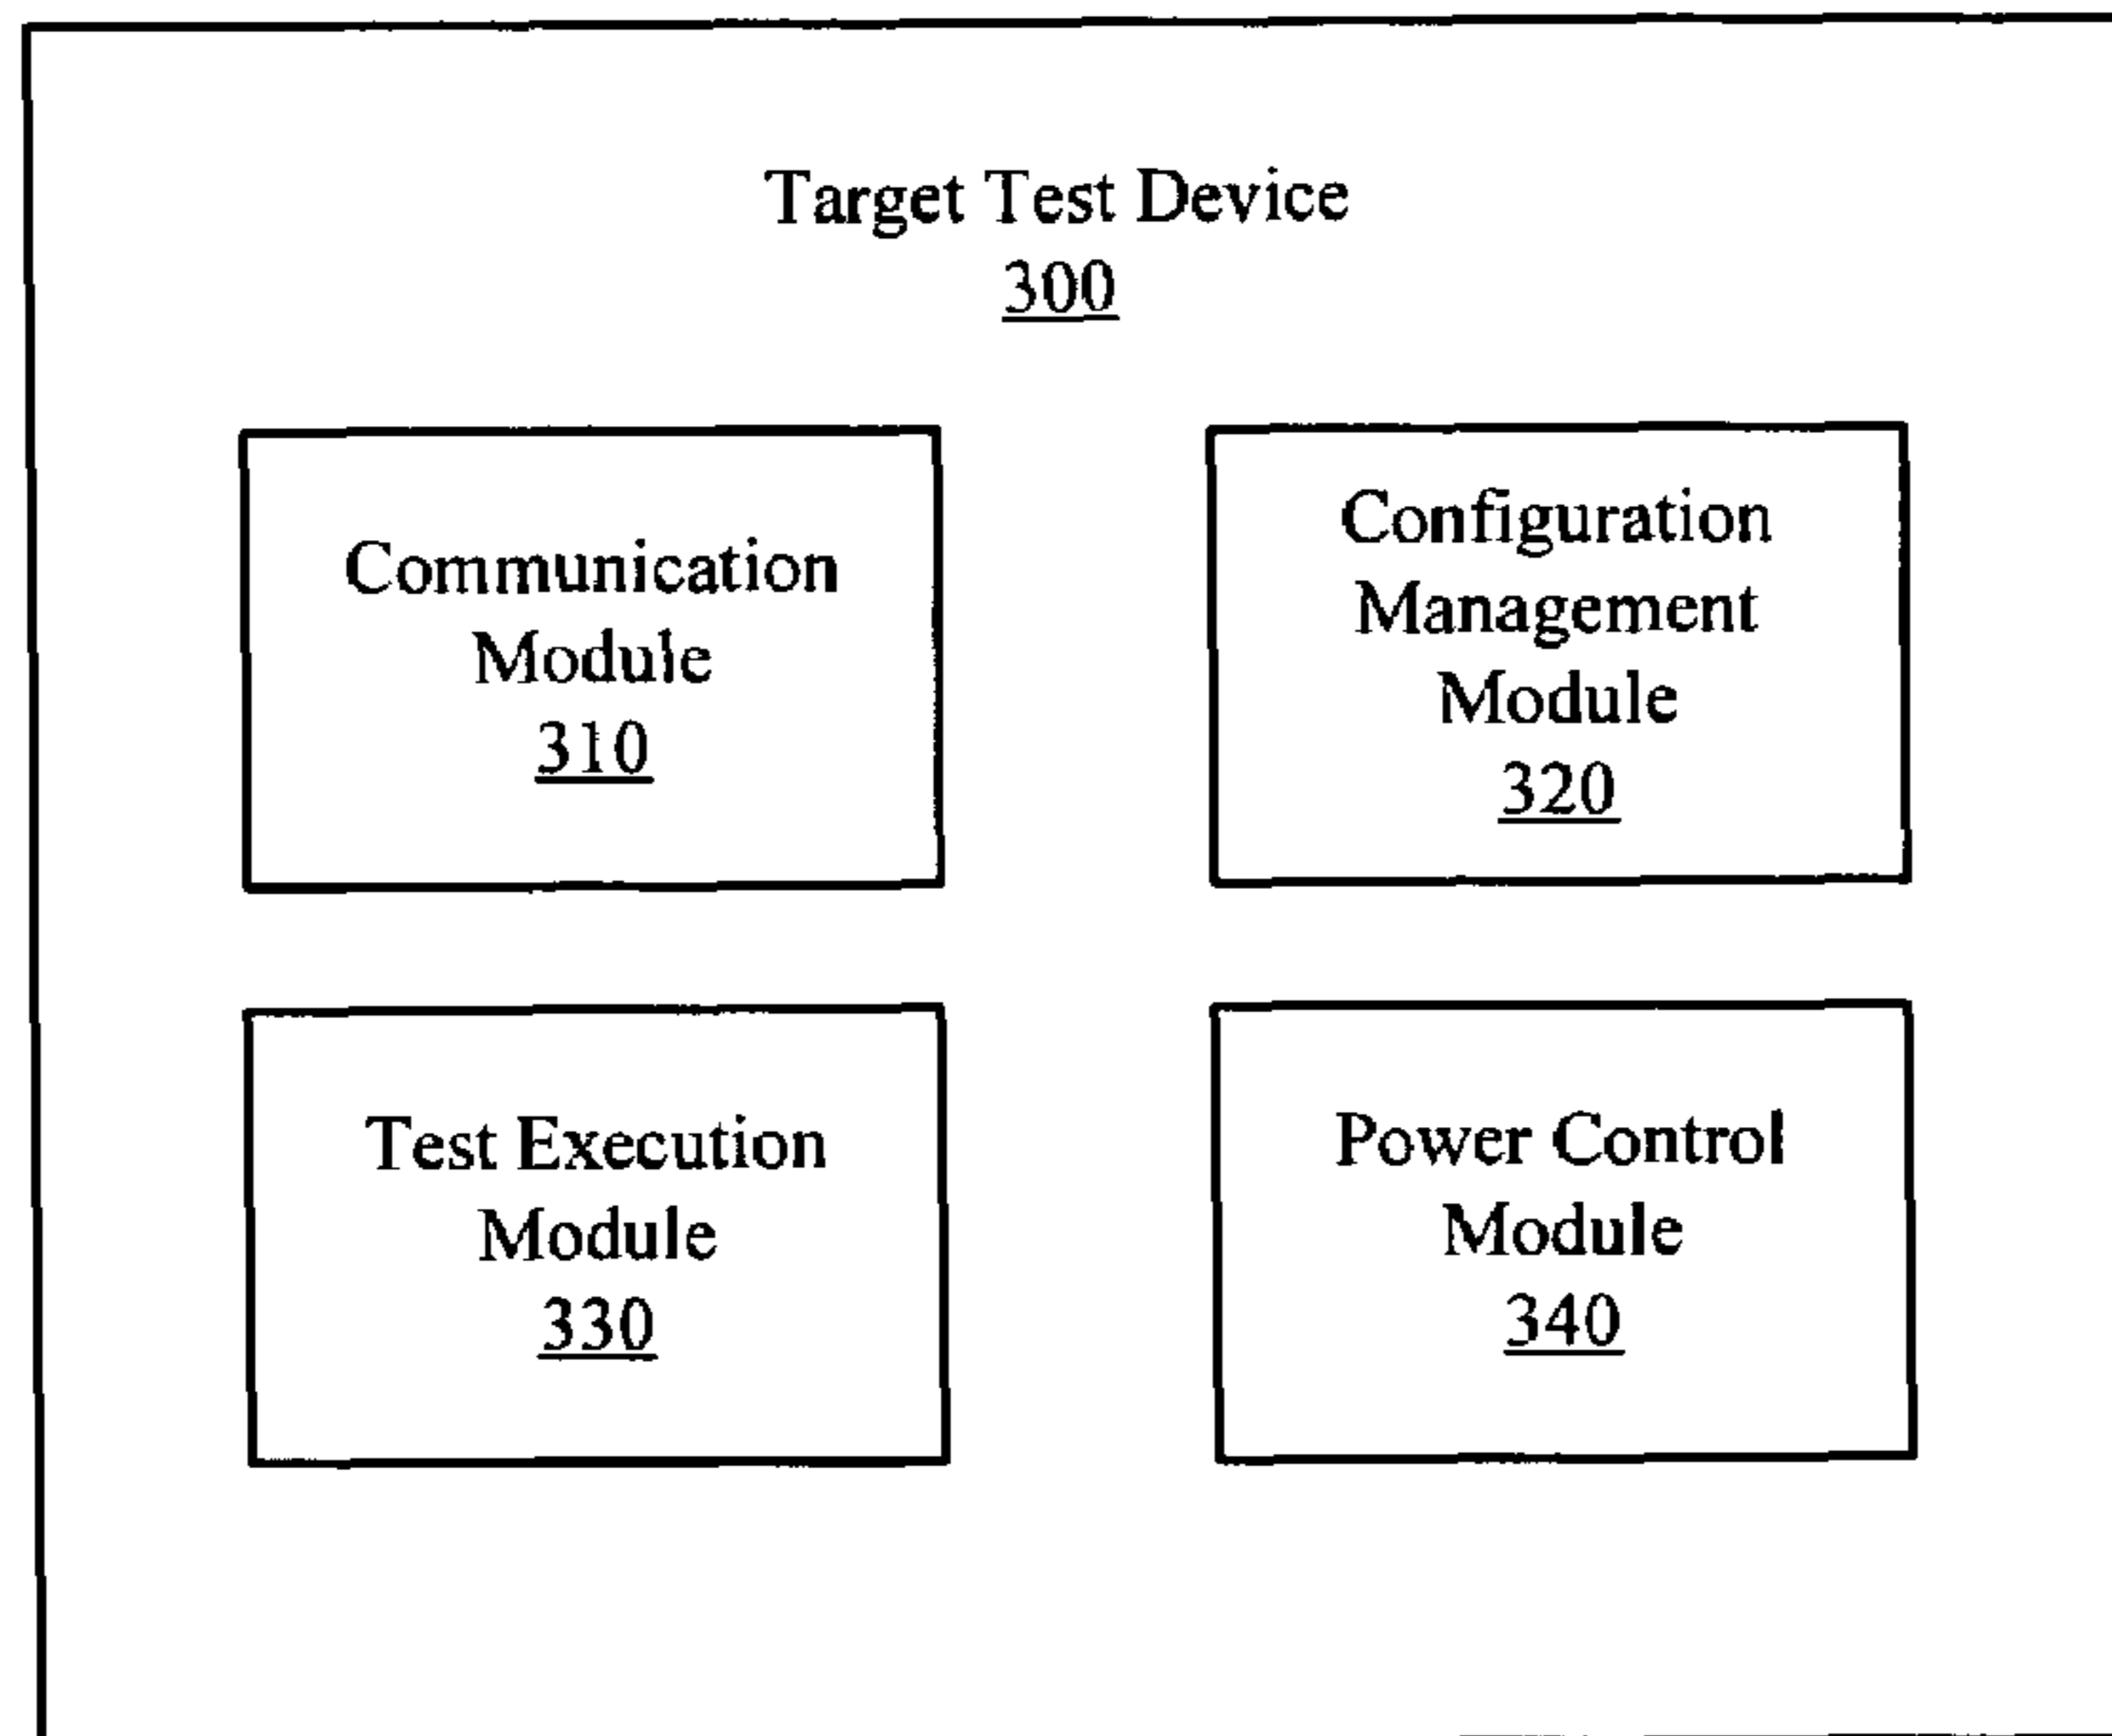 Target Test Device
300
Communication
Module
310
Configuration
Management
Module
320
Test Execution
Module
330
Power Control
Module
340